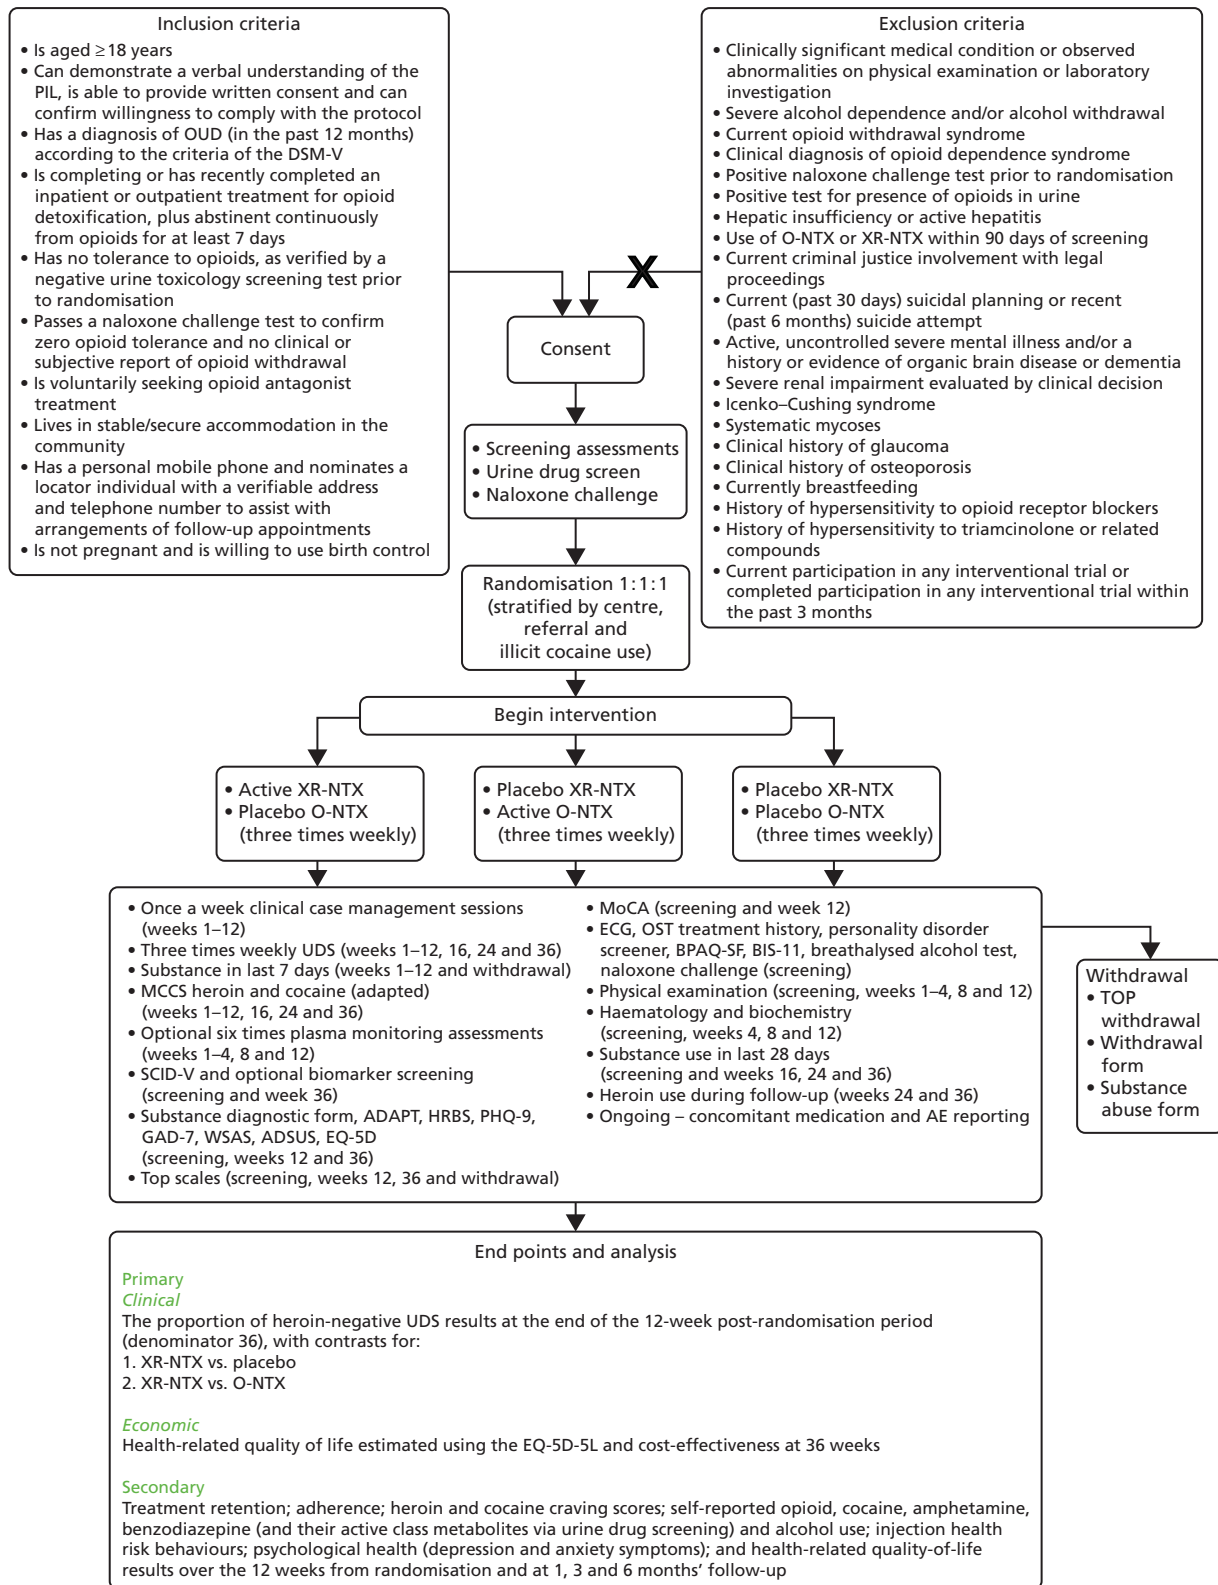 Inclusion criteria
• Is aged ≥18 years
• Can demonstrate a verbal understanding of the
PIL, is able to provide written consent and can
confirm willingness to comply with the protocol
• Has a diagnosis of OUD (in the past 12 months)
according to the criteria of the DSM-V
• Is completing or has recently completed an
inpatient or outpatient treatment for opioid
detoxification, plus abstinent continuously
from opioids for at least 7 days
• Has no tolerance to opioids, as verified by a
negative urine toxicology screening test prior
to randomisation
• Passes a naloxone challenge test to confirm
zero opioid tolerance and no clinical or
subjective report of opioid withdrawal
• Is voluntarily seeking opioid antagonist
treatment
• Lives in stable/secure accommodation in the
community
• Has a personal mobile phone and nominates a
locator individual with a verifiable address
and telephone number to assist with
arrangements of follow-up appointments
• Is not pregnant and is willing to use birth control
Exclusion criteria
• Clinically significant medical condition or observed
abnormalities on physical examination or laboratory
investigation
• Severe alcohol dependence and/or alcohol withdrawal
• Current opioid withdrawal syndrome
• Clinical diagnosis of opioid dependence syndrome
• Positive naloxone challenge test prior to randomisation
• Positive test for presence of opioids in urine
• Hepatic insufficiency or active hepatitis
• Use of O-NTX or XR-NTX within 90 days of screening
• Current criminal justice involvement with legal
proceedings
• Current (past 30 days) suicidal planning or recent
(past 6 months) suicide attempt
• Active, uncontrolled severe mental illness and/or a
history or evidence of organic brain disease or dementia
• Severe renal impairment evaluated by clinical decision
• Icenko–Cushing syndrome
• Systematic mycoses
• Clinical history of glaucoma
• Clinical history of osteoporosis
• Currently breastfeeding
• History of hypersensitivity to opioid receptor blockers
• History of hypersensitivity to triamcinolone or related
compounds
• Current participation in any interventional trial or
completed participation in any interventional trial within
the past 3 months
X
Consent
• Screening assessments
• Urine drug screen
• Naloxone challenge
Randomisation 1:1:1
(stratified by centre,
referral and
illicit cocaine use)
Begin intervention
• Active XR-NTX
• Placebo O-NTX
(three times weekly)
• Placebo XR-NTX
• Active O-NTX
(three times weekly)
• Placebo XR-NTX
• Placebo O-NTX
(three times weekly)
• Once a week clinical case management sessions
(weeks 1–12)
• Three times weekly UDS (weeks 1–12, 16, 24 and 36)
• Substance in last 7 days (weeks 1–12 and withdrawal)
• MCCS heroin and cocaine (adapted)
(weeks 1–12, 16, 24 and 36)
• Optional six times plasma monitoring assessments
(weeks 1–4, 8 and 12)
• SCID-V and optional biomarker screening
(screening and week 36)
• Substance diagnostic form, ADAPT, HRBS, PHQ-9,
GAD-7, WSAS, ADSUS, EQ-5D
(screening, weeks 12 and 36)
• Top scales (screening, weeks 12, 36 and withdrawal)
• MoCA (screening and week 12)
• ECG, OST treatment history, personality disorder
screener, BPAQ-SF, BIS-11, breathalysed alcohol test,
naloxone challenge (screening)
• Physical examination (screening, weeks 1–4, 8 and 12)
• Haematology and biochemistry
(screening, weeks 4, 8 and 12)
• Substance use in last 28 days
(screening and weeks 16, 24 and 36)
• Heroin use during follow-up (weeks 24 and 36)
• Ongoing – concomitant medication and AE reporting
Withdrawal
• TOP
withdrawal
• Withdrawal
form
• Substance
abuse form
End points and analysis
Primary
Clinical
The proportion of heroin-negative UDS results at the end of the 12-week post-randomisation period
(denominator 36), with contrasts for:
1. XR-NTX vs. placebo
2. XR-NTX vs. O-NTX
Economic
Health-related quality of life estimated using the EQ-5D-5L and cost-effectiveness at 36 weeks
Secondary
Treatment retention; adherence; heroin and cocaine craving scores; self-reported opioid, cocaine, amphetamine,
benzodiazepine (and their active class metabolites via urine drug screening) and alcohol use; injection health
risk behaviours; psychological health (depression and anxiety symptoms); and health-related quality-of-life
results over the 12 weeks from randomisation and at 1, 3 and 6 months' follow-up